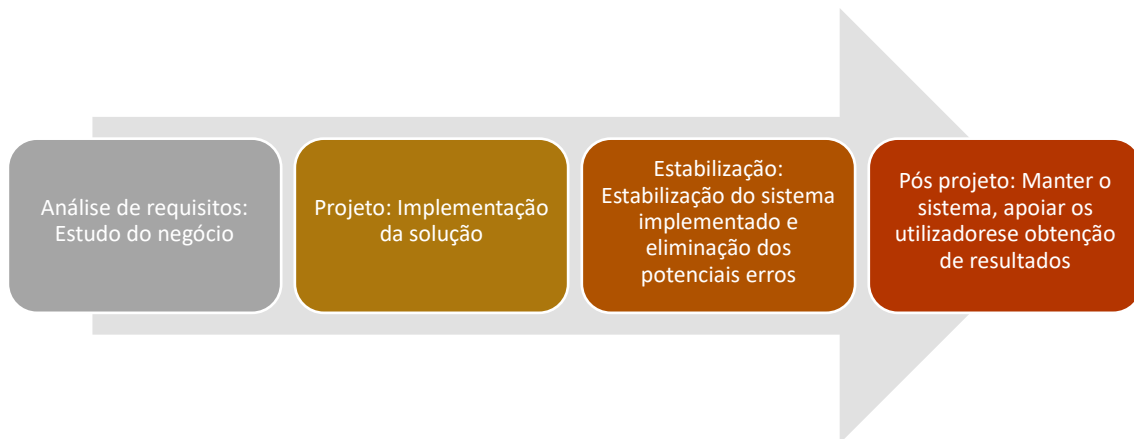 Análise de requisitos:
Estudo do negócio
Projeto: Implementação
da solução
Estabilização:
Estabilização do sistema
implementado e
eliminação dos
potenciais erros
Pós projeto: Manter o
sistema, apoiar os
utilizadorese obtenção
de resultados